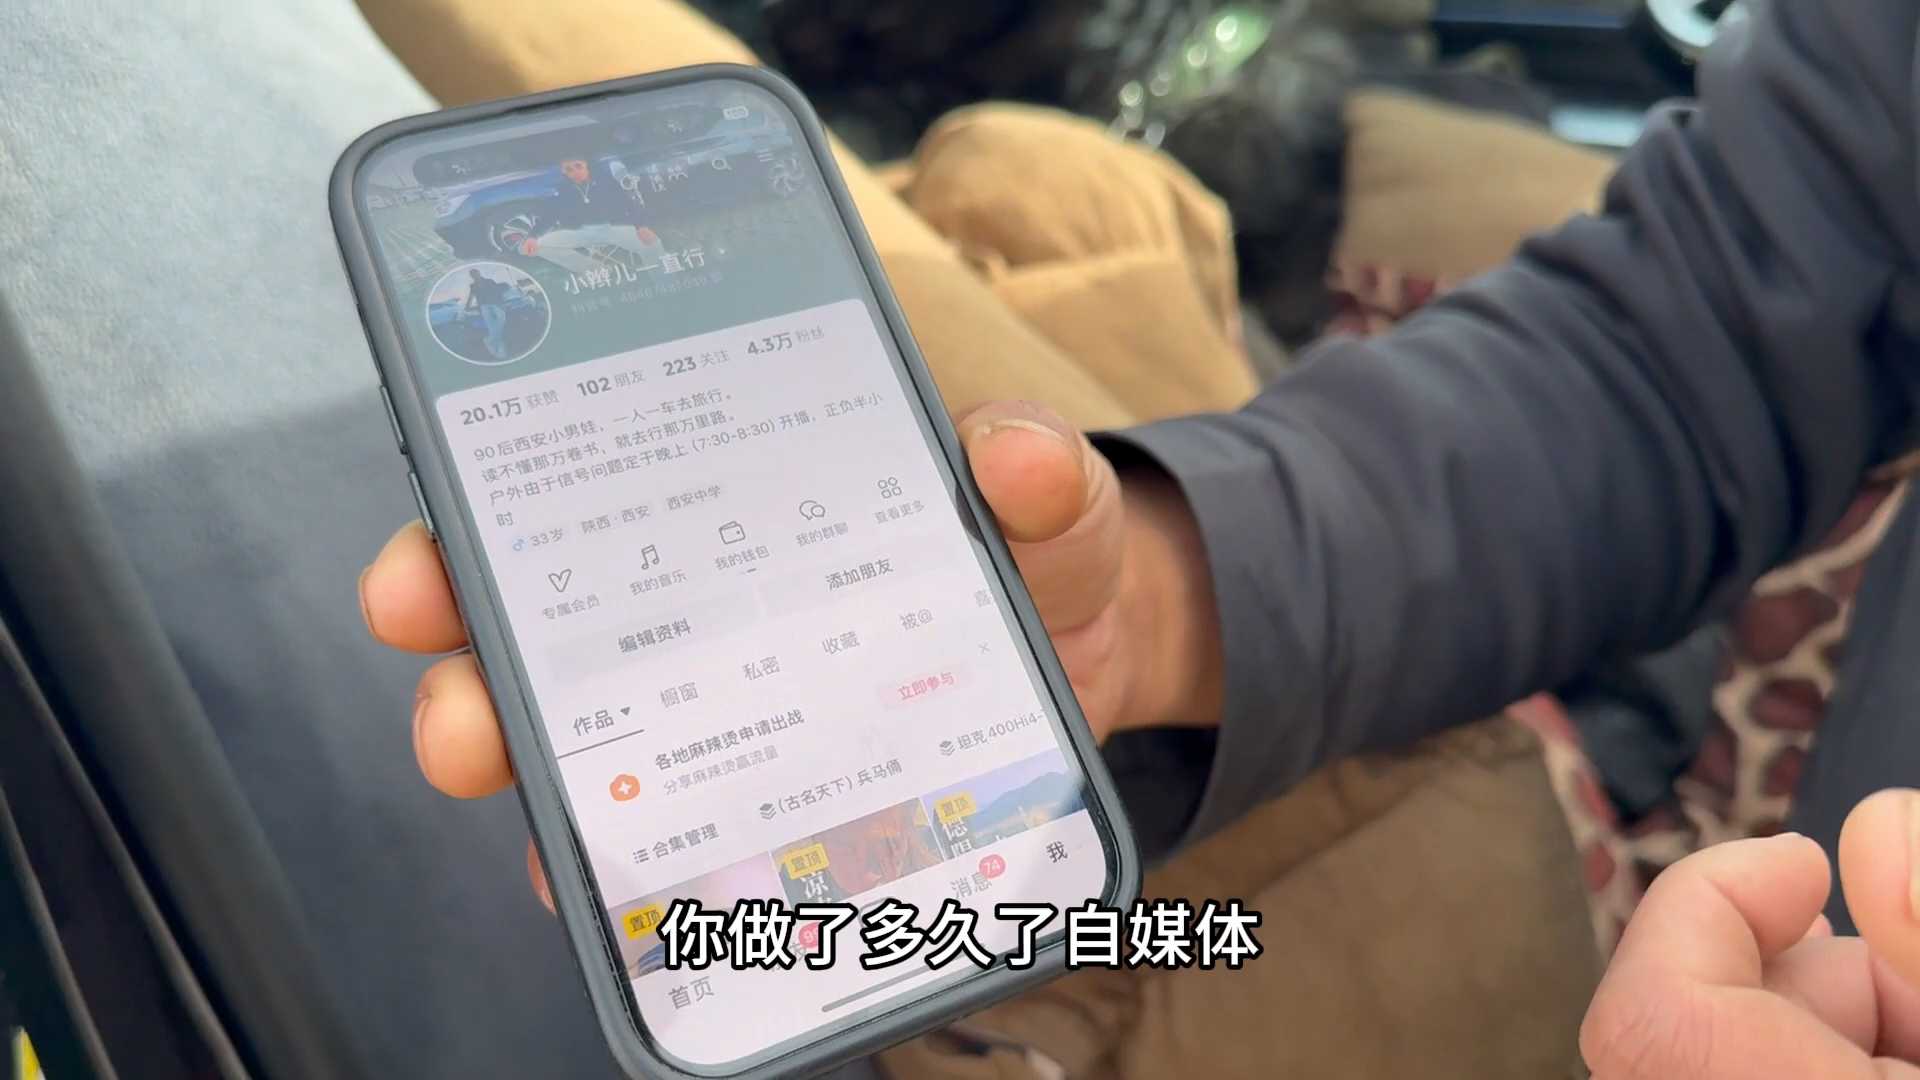 小辫儿一直行
20.1万 获赞 102 朋友 223 关注 4.3万 粉丝
90后西安小男娃，一人一车去旅行。
读不懂那万卷书，就去行那万里路。
户外由于信号问题定于晚上 (7:30-8:30) 开播，正负半小
时
33岁 陕西·西安 西安中学
专属会员 我的音乐 我的钱包 我的群聊 查看更多
编辑资料 添加朋友
作品 橱窗 私密 收藏 被@ 喜
各地麻辣烫申请出战 立即参与
分享麻辣烫赢流量
合集管理 (古名天下) 兵马俑 坦克400Hi4-
置顶 置顶 置顶
首页 消息 74 我
你做了多久了自媒体